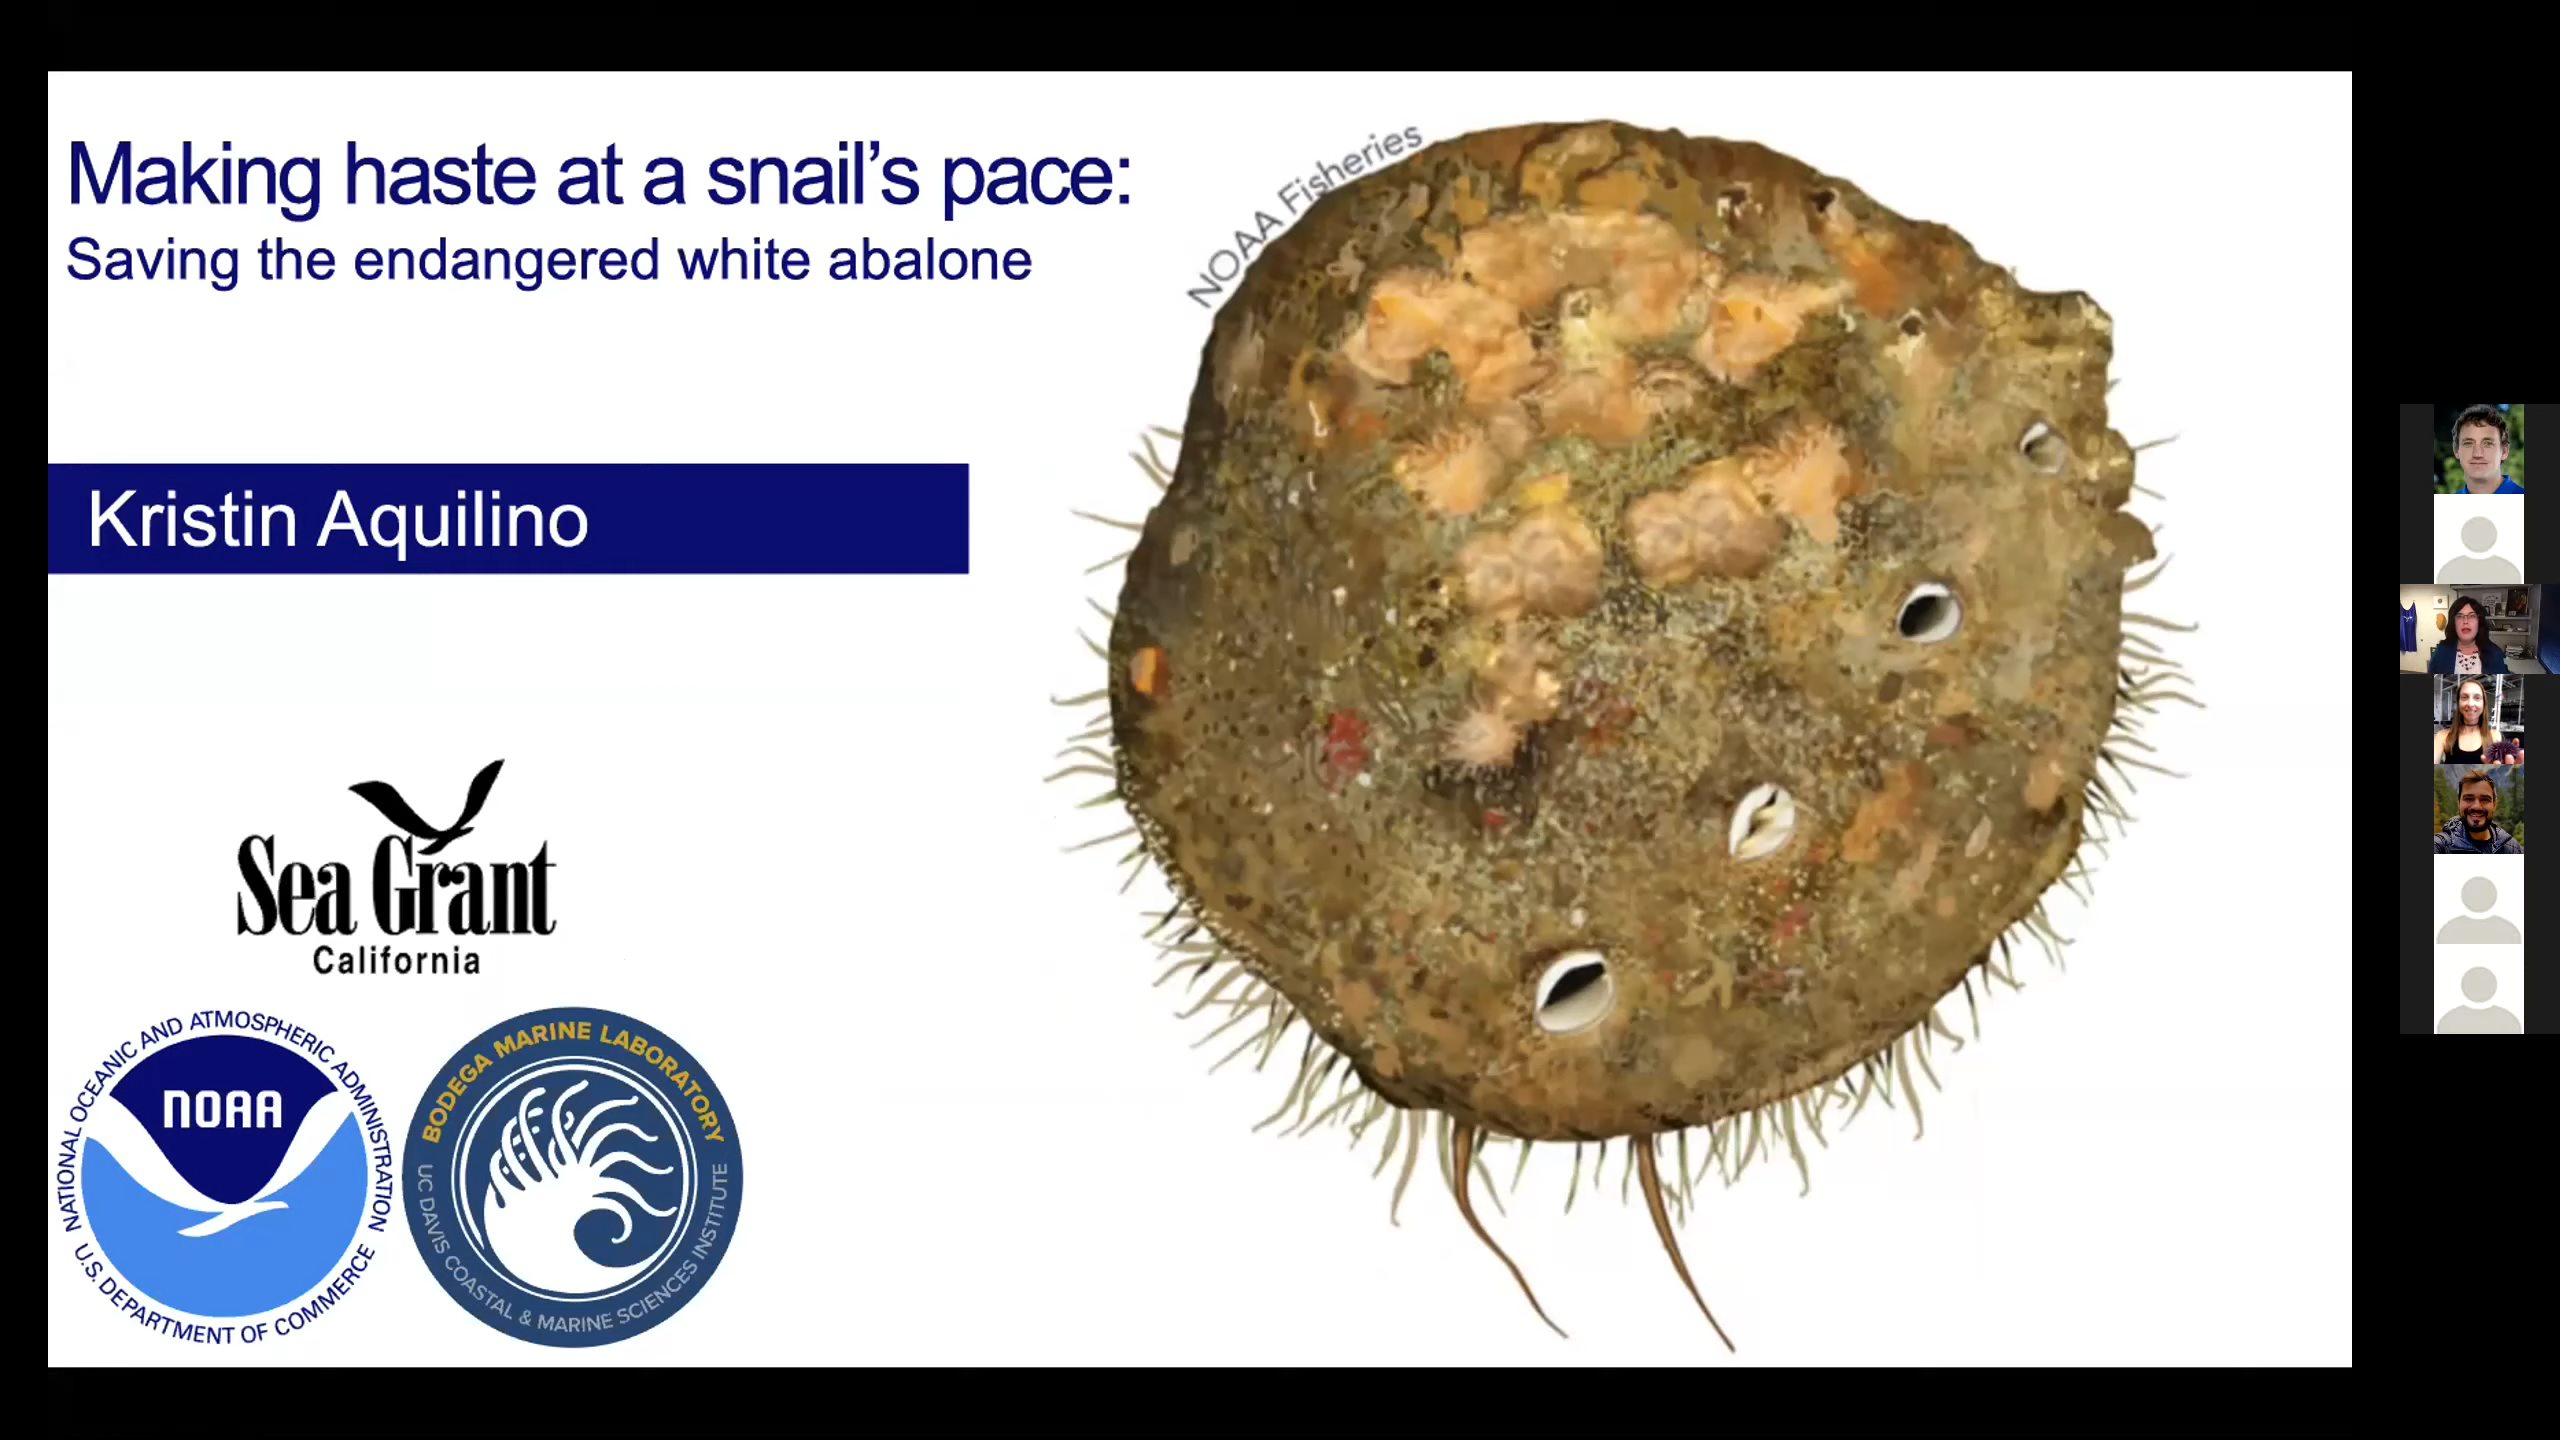 Making haste at a snail's pace:
Saving the endangered white abalone
NOAA Fisheries
Kristin Aquilino
Sea Grant
California
NATIONAL OCEANIC AND ATMOSPHERIC ADMINISTRATION
NOAA
U.S. DEPARTMENT OF COMMERCE
BODEGA MARINE LABORATORY
UC DAVIS COASTAL & MARINE SCIENCES INSTITUTE